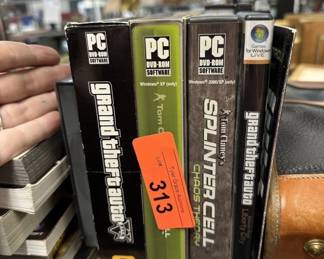 PC
DVD-ROM
SOFTWARE
grand theft auto
V
PC
DVD-ROM
SOFTWARE
Windows® XP (only)
Tom C
PC
DVD-ROM
SOFTWARE
Windows® 2000/XP (only)
Tom Clancy's
SPLINTER CELL
CHAOS THEORY
Games
for Windows
LIVE
grand theft auto
LOT
313